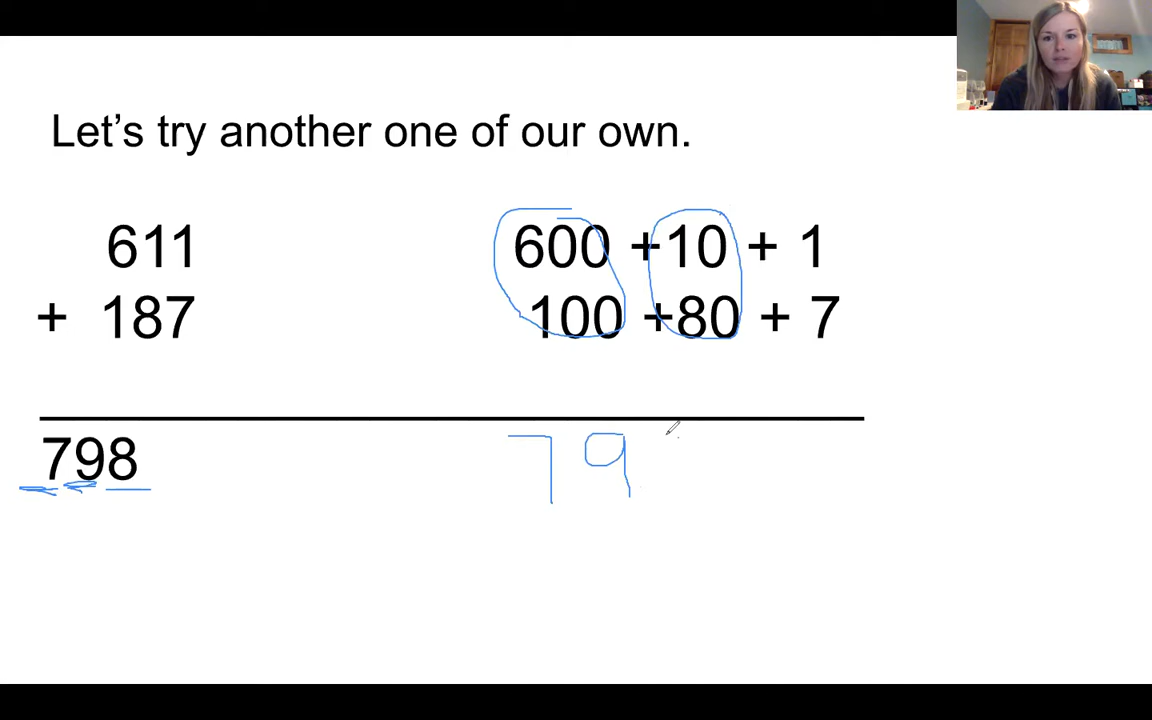 Let's try another one of our own.
611 600 +10 + 1
+ 187 100 +80 + 7
798 79